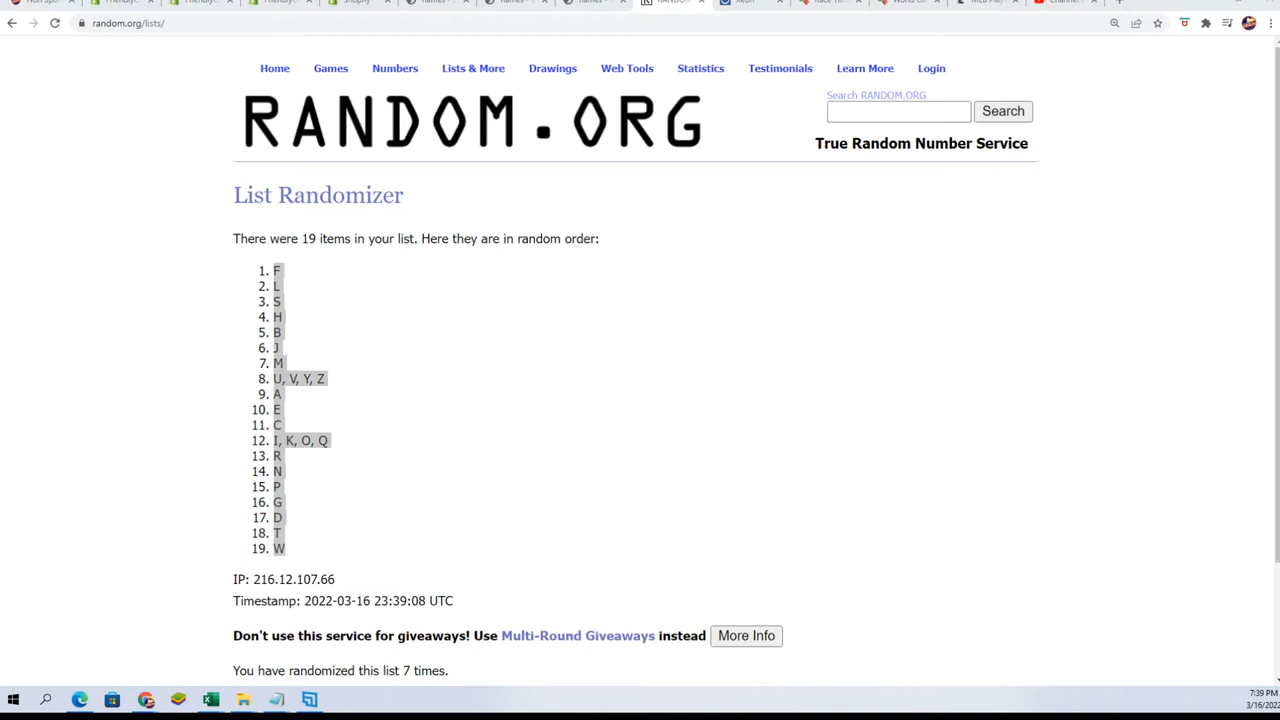 random.org/lists/
Home Games Numbers Lists & More Drawings Web Tools Statistics Testimonials Learn More Login
RANDOM.ORG
Search RANDOM.ORG
Search
True Random Number Service
List Randomizer
There were 19 items in your list. Here they are in random order:
1. F
2. L
3. S
4. H
5. B
6. J
7. M
8. U, V, Y, Z
9. A
10. E
11. C
12. I, K, O, Q
13. R
14. N
15. P
16. G
17. D
18. T
19. W
IP: 216.12.107.66
Timestamp: 2022-03-16 23:39:08 UTC
Don't use this service for giveaways! Use Multi-Round Giveaways instead More Info
You have randomized this list 7 times.
7:39 PM